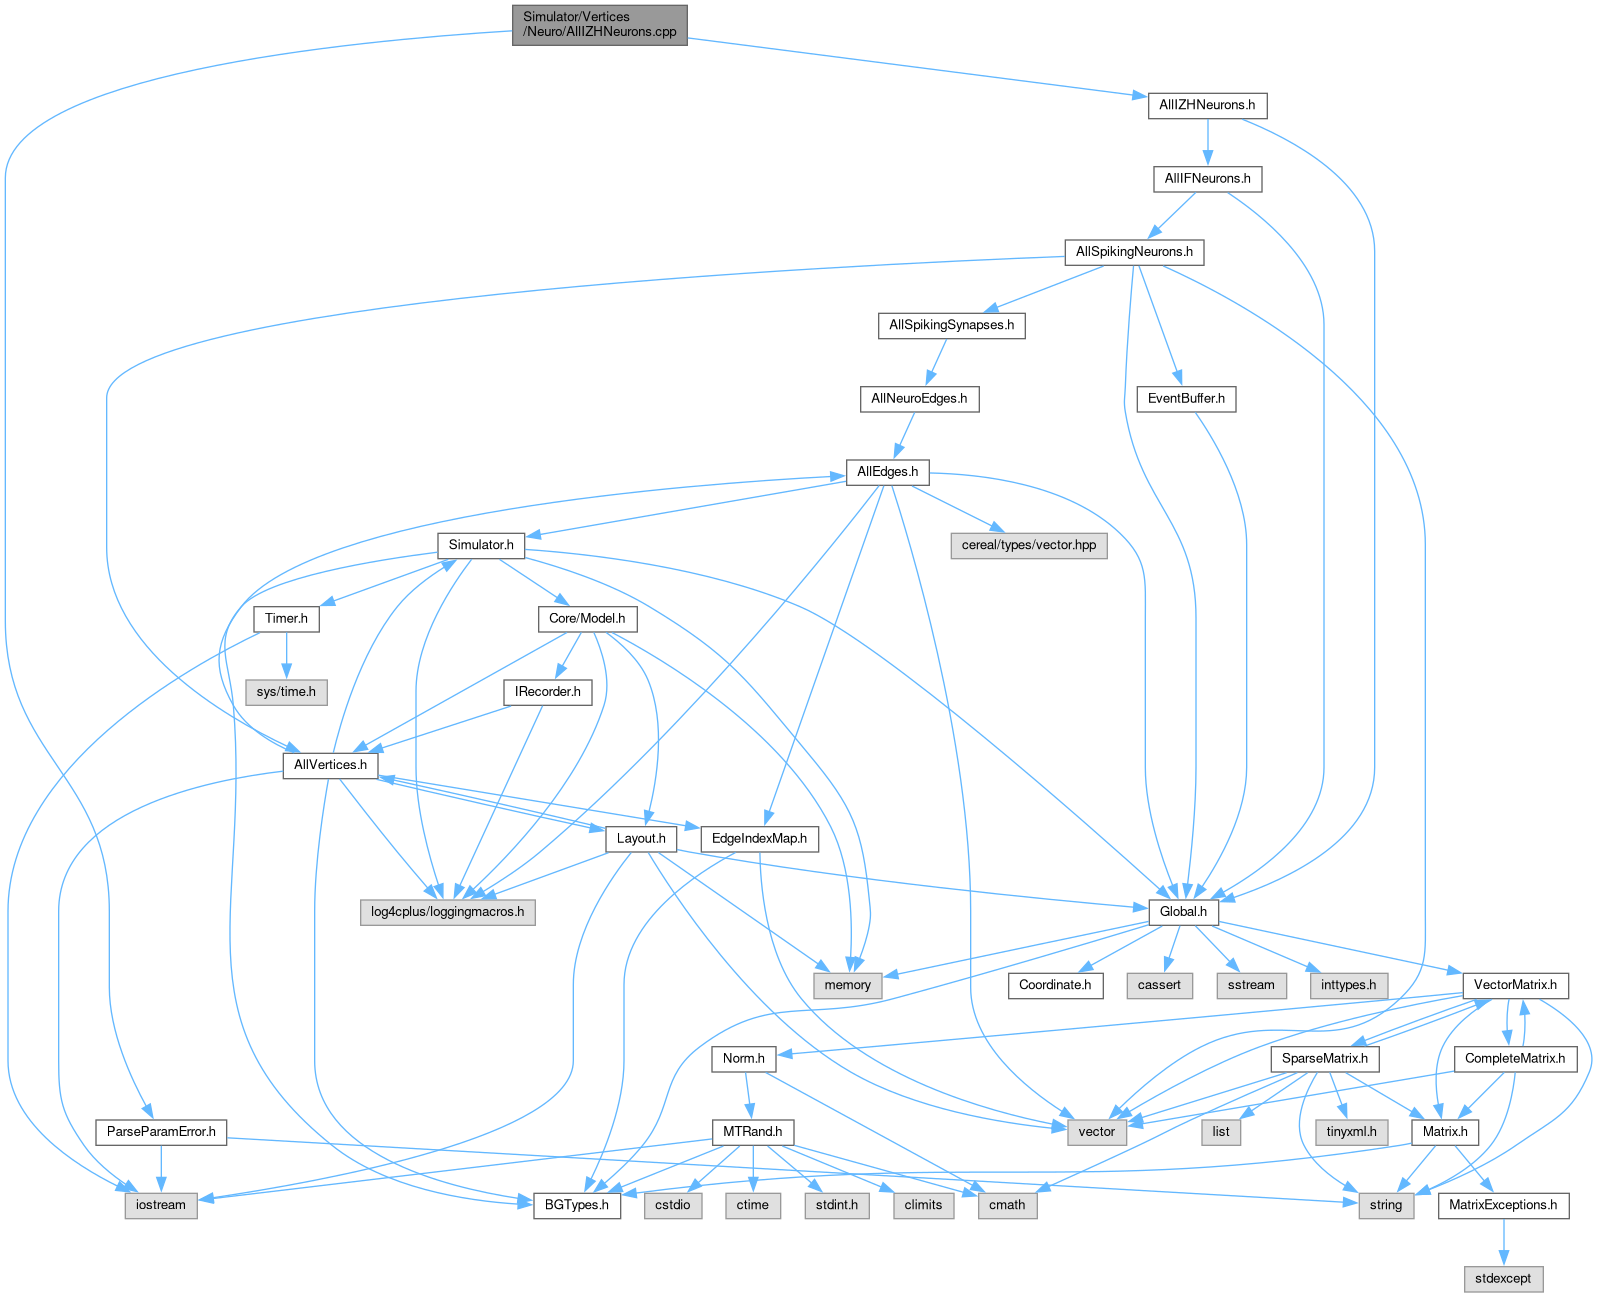 Simulator/Vertices
/Neuro/AllIZHNeurons.cpp
AllIZHNeurons.h
AllIFNeurons.h
AllSpikingNeurons.h
AllSpikingSynapses.h
AllNeuroEdges.h
EventBuffer.h
AllEdges.h
Simulator.h
cereal/types/vector.hpp
Timer.h
Core/Model.h
sys/time.h
IRecorder.h
AllVertices.h
Layout.h
EdgeIndexMap.h
log4cplus/loggingmacros.h
Global.h
memory
Coordinate.h
cassert
sstream
inttypes.h
VectorMatrix.h
Norm.h
SparseMatrix.h
CompleteMatrix.h
ParseParamError.h
MTRand.h
vector
list
tinyxml.h
Matrix.h
iostream
BGTypes.h
cstdio
ctime
stdint.h
climits
cmath
string
MatrixExceptions.h
stdexcept